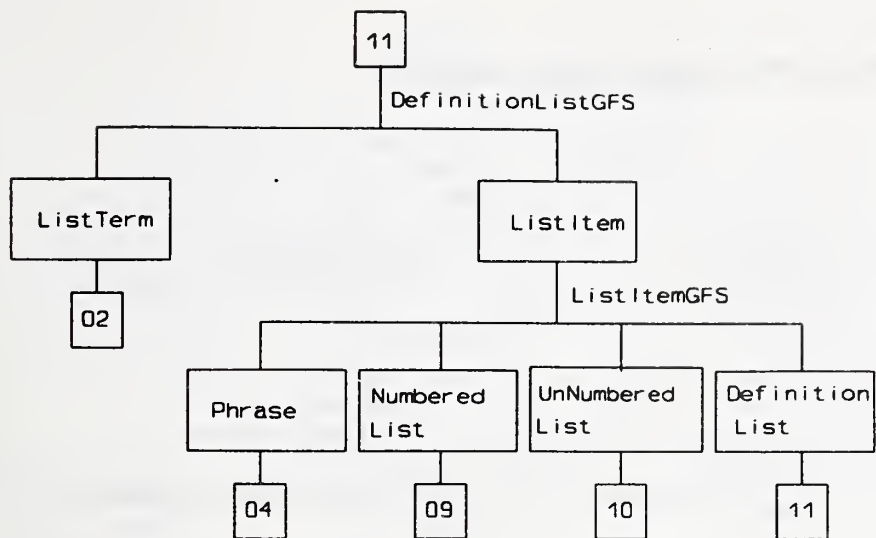 11
DefinitionListGFS
ListTerm
ListItem
02
ListItemGFS
Phrase
Numbered
List
UnNumbered
List
Definition
List
04
09
10
11